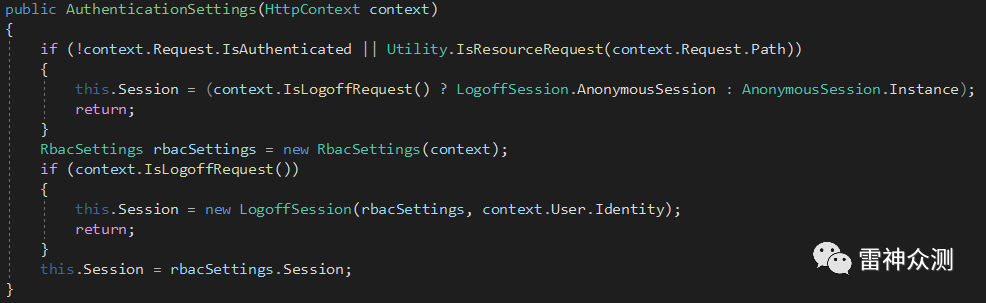 public AuthenticationSettings(HttpContext context)
{
    if (!context.Request.IsAuthenticated || Utility.IsResourceRequest(context.Request.Path))
    {
        this.Session = (context.IsLogoffRequest() ? LogoffSession.AnonymousSession : AnonymousSession.Instance);
        return;
    }
    RbacSettings rbacSettings = new RbacSettings(context);
    if (context.IsLogoffRequest())
    {
        this.Session = new LogoffSession(rbacSettings, context.User.Identity);
        return;
    }
    this.Session = rbacSettings.Session;
}
雷神众测